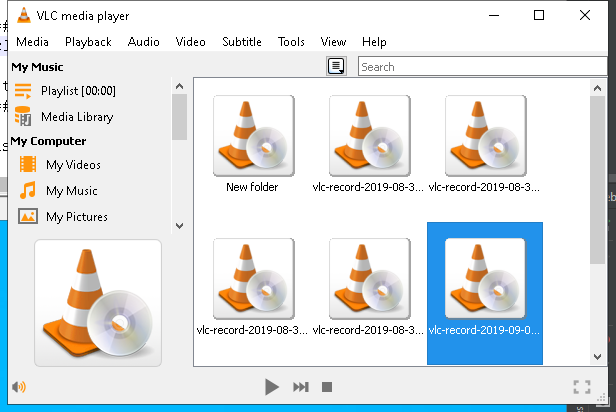 VLC media player
Media Playback Audio Video Subtitle Tools View Help
My Music
Search
Playlist [00:00]
Media Library
My Computer
My Videos
My Music
My Pictures
New folder
vlc-record-2019-08-3...
vlc-record-2019-08-3...
vlc-record-2019-08-3...
vlc-record-2019-08-3...
vlc-record-2019-09-0...